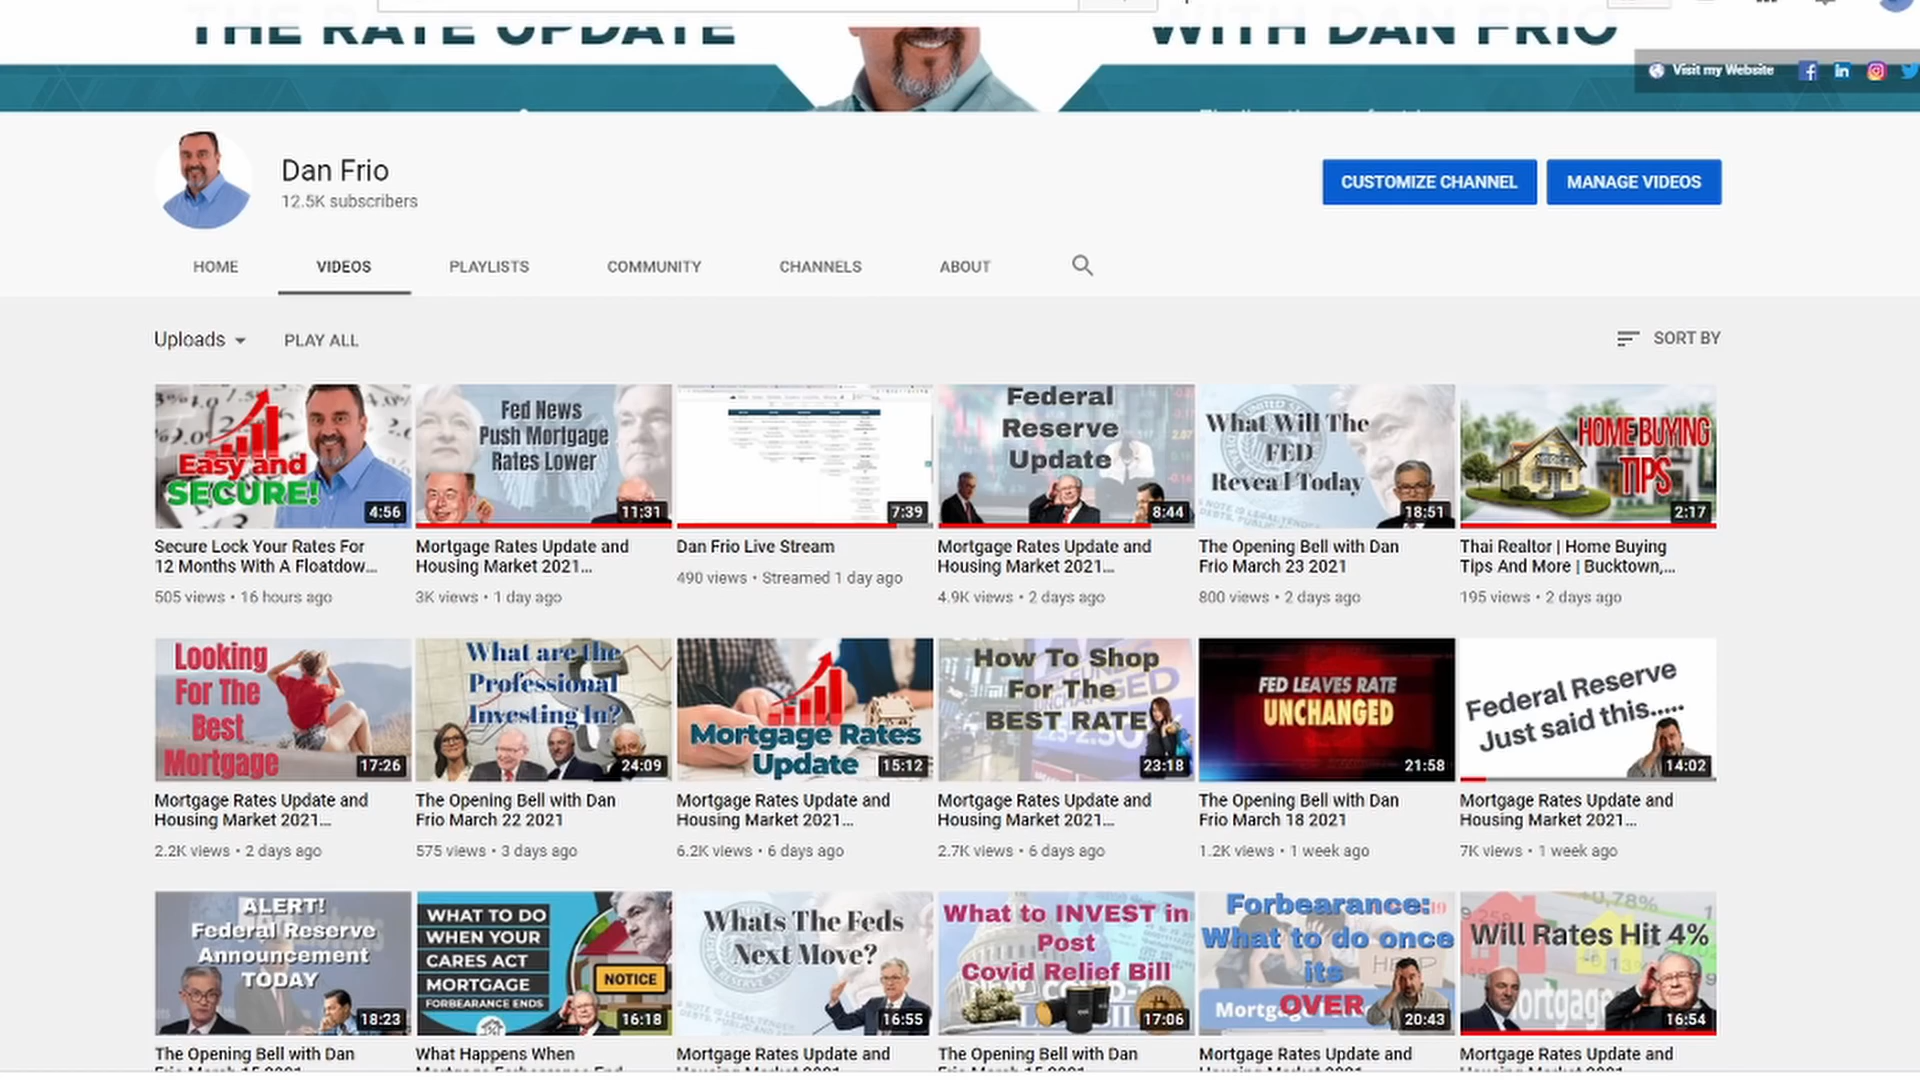 THE RATE UPDATE
WITH DAN FRIO
Visit my Website
Dan Frio
12.5K subscribers
CUSTOMIZE CHANNEL
MANAGE VIDEOS
HOME
VIDEOS
PLAYLISTS
COMMUNITY
CHANNELS
ABOUT
Uploads
PLAY ALL
SORT BY
Easy and
SECURE!
4:56
Secure Lock Your Rates For
12 Months With A Floatdow...
505 views • 16 hours ago
Fed News
Push Mortgage
Rates Lower
11:31
Mortgage Rates Update and
Housing Market 2021...
3K views • 1 day ago
7:39
Dan Frio Live Stream
490 views • Streamed 1 day ago
Federal
Reserve
Update
8:44
Mortgage Rates Update and
Housing Market 2021...
4.9K views • 2 days ago
What Will The
FED
Reveal Today
18:51
The Opening Bell with Dan
Frio March 23 2021
800 views • 2 days ago
HOME BUYING
TIPS
2:17
Thai Realtor | Home Buying
Tips And More | Bucktown,...
195 views • 2 days ago
Looking
For The
Best
Mortgage
17:26
Mortgage Rates Update and
Housing Market 2021...
2.2K views • 2 days ago
What are the
Professional
Investing In?
24:09
The Opening Bell with Dan
Frio March 22 2021
575 views • 3 days ago
Mortgage Rates
Update
15:12
Mortgage Rates Update and
Housing Market 2021...
6.2K views • 6 days ago
How To Shop
For The
BEST RATE
23:18
Mortgage Rates Update and
Housing Market 2021...
2.7K views • 6 days ago
FED LEAVES RATE
UNCHANGED
21:58
The Opening Bell with Dan
Frio March 18 2021
1.2K views • 1 week ago
Federal Reserve
Just said this.....
14:02
Mortgage Rates Update and
Housing Market 2021...
7K views • 1 week ago
ALERT!
Federal Reserve
Announcement
TODAY
18:23
The Opening Bell with Dan
WHAT TO DO
WHEN YOUR
CARES ACT
MORTGAGE
FORBEARANCE ENDS
NOTICE
16:18
What Happens When
Whats The Feds
Next Move?
16:55
Mortgage Rates Update and
What to INVEST in
Post
Covid Relief Bill
17:06
The Opening Bell with Dan
Forbearance:
What to do once
its
OVER
20:43
Mortgage Rates Update and
Will Rates Hit 4%
16:54
Mortgage Rates Update and